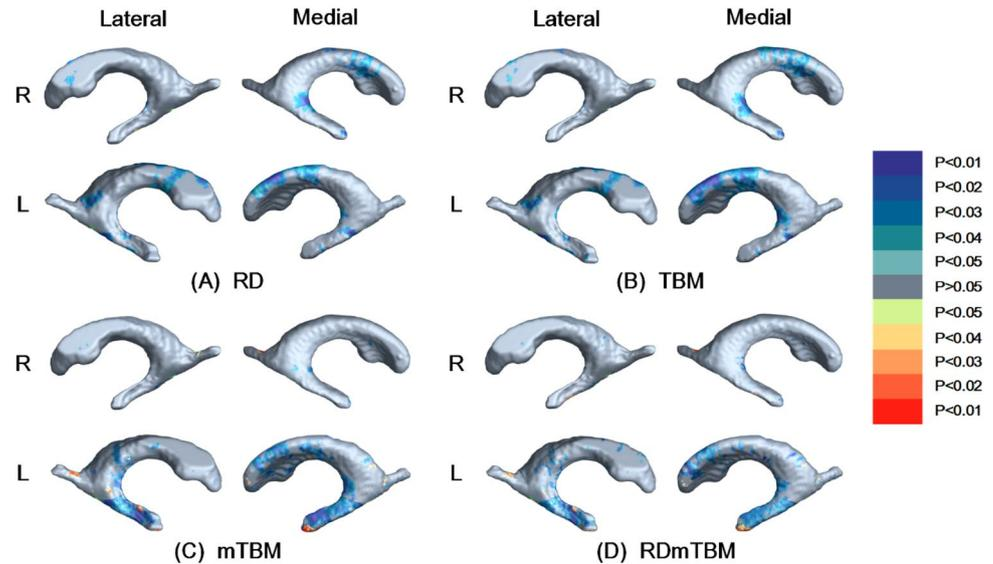 Lateral Medial Lateral Medial
R R
L L
(A) RD (B) TBM
R R
L L
(C) mTBM (D) RDmTBM
P<0.01
P<0.02
P<0.03
P<0.04
P<0.05
P>0.05
P<0.05
P<0.04
P<0.03
P<0.02
P<0.01